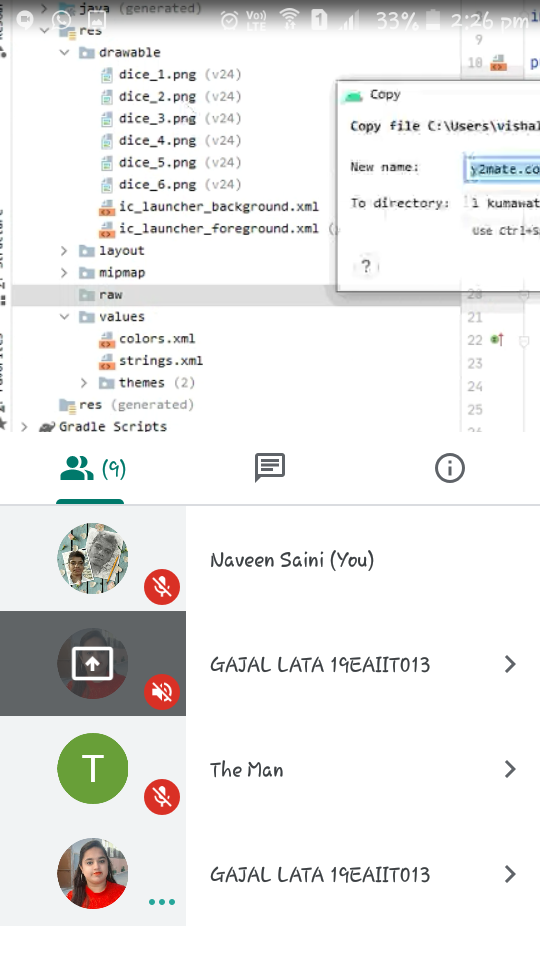 java (generated)
Vo))
LTE
1
33%
2:26 pm
res
9
drawable
10
dice_1.png (v24)
dice_2.png (v24)
dice_3.png (v24)
dice_4.png (v24)
dice_5.png (v24)
dice_6.png (v24)
ic_launcher_background.xml
ic_launcher_foreground.xml (
layout
mipmap
raw
values
colors.xml
strings.xml
themes (2)
res (generated)
Gradle Scripts
Copy
Copy file C:\Users\vishal
New name:
y2mate.co
To directory:
l kumawat
Use Ctrl+S
?
21
22
23
24
25
(9)
Naveen Saini (You)
GAJAL LATA 19EAIIT013
T
The Man
GAJAL LATA 19EAIIT013